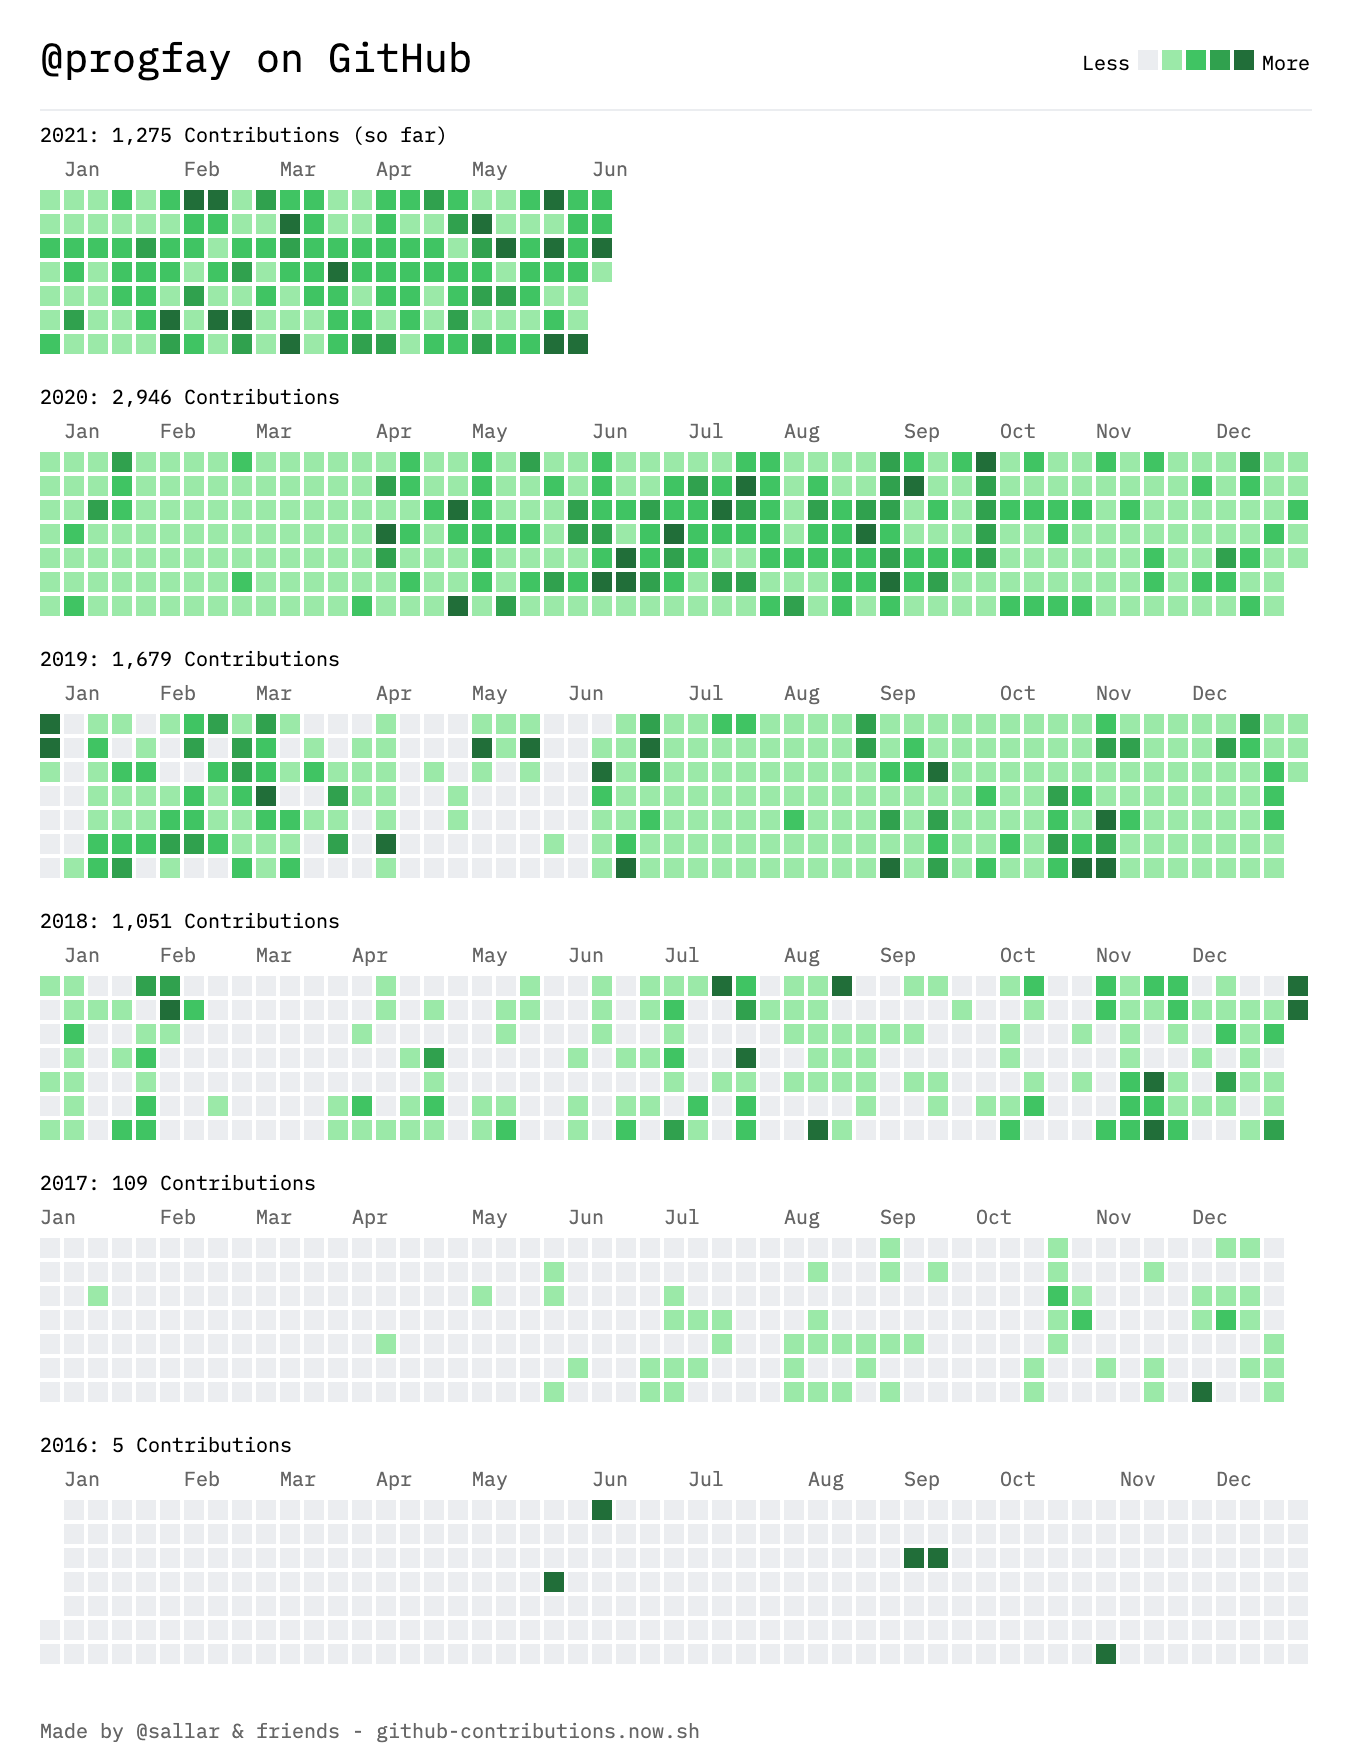 @progfay on GitHub
Less More
2021: 1,275 Contributions (so far)
Jan Feb Mar Apr May Jun
2020: 2,946 Contributions
Jan Feb Mar Apr May Jun Jul Aug Sep Oct Nov Dec
2019: 1,679 Contributions
Jan Feb Mar Apr May Jun Jul Aug Sep Oct Nov Dec
2018: 1,051 Contributions
Jan Feb Mar Apr May Jun Jul Aug Sep Oct Nov Dec
2017: 109 Contributions
Jan Feb Mar Apr May Jun Jul Aug Sep Oct Nov Dec
2016: 5 Contributions
Jan Feb Mar Apr May Jun Jul Aug Sep Oct Nov Dec
Made by @sallar & friends - github-contributions.now.sh